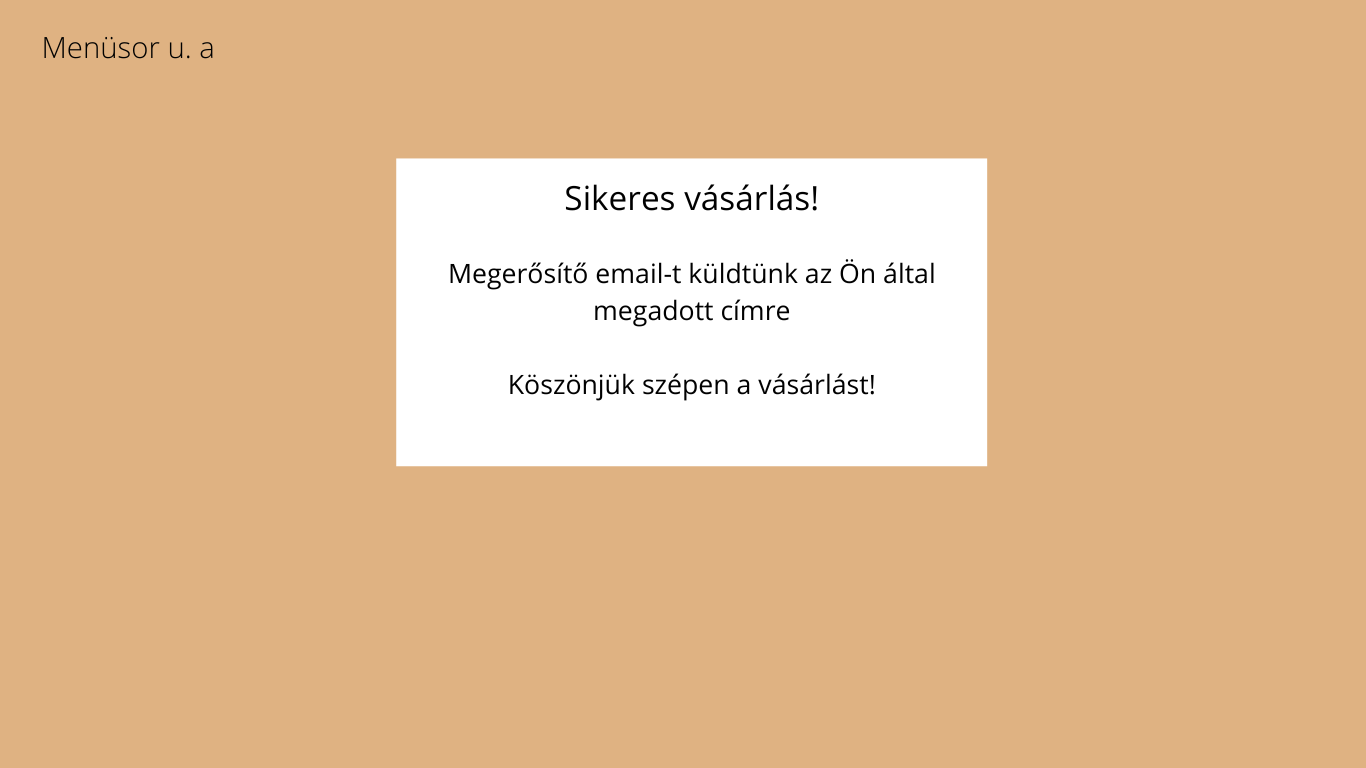 Menüsor u. a
Sikeres vásárlás!
Megerősítő email-t küldtünk az Ön által
megadott címre
Köszönjük szépen a vásárlást!